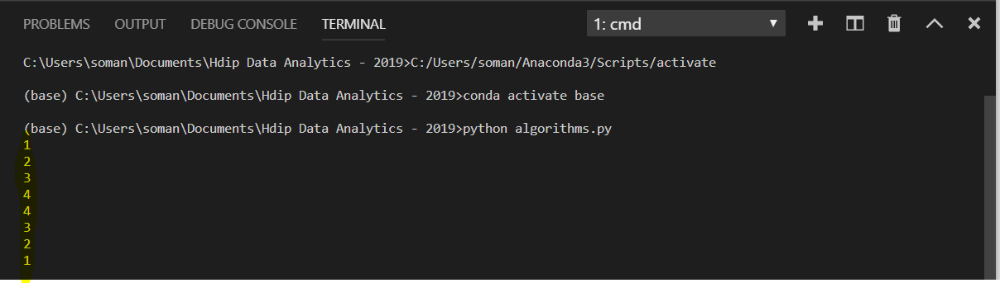 PROBLEMS OUTPUT DEBUG CONSOLE TERMINAL 1: cmd
C:\Users\soman\Documents\Hdip Data Analytics - 2019>C:/Users/soman/Anaconda3/Scripts/activate
(base) C:\Users\soman\Documents\Hdip Data Analytics - 2019>conda activate base
(base) C:\Users\soman\Documents\Hdip Data Analytics - 2019>python algorithms.py
1
2
3
4
4
3
2
1